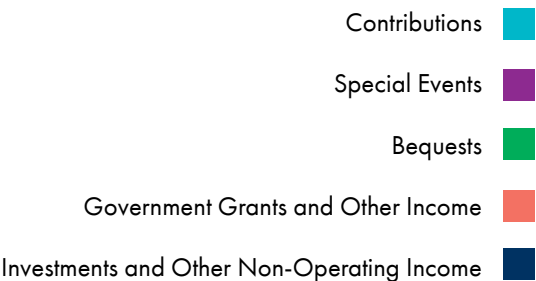 Contributions
Special Events
Bequests
Government Grants and Other Income
Investments and Other Non-Operating Income